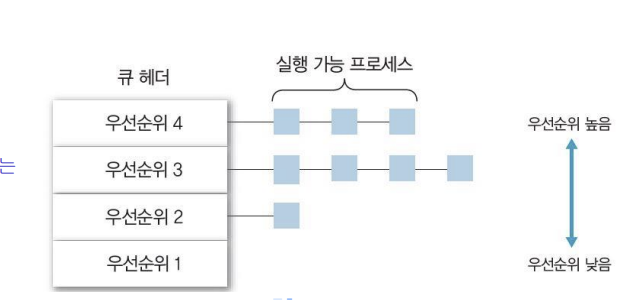 실행 가능 프로세스
큐 헤더
우선순위 4
우선순위 높음
는
우선순위 3
우선순위 2
우선순위 1
우선순위 낮음